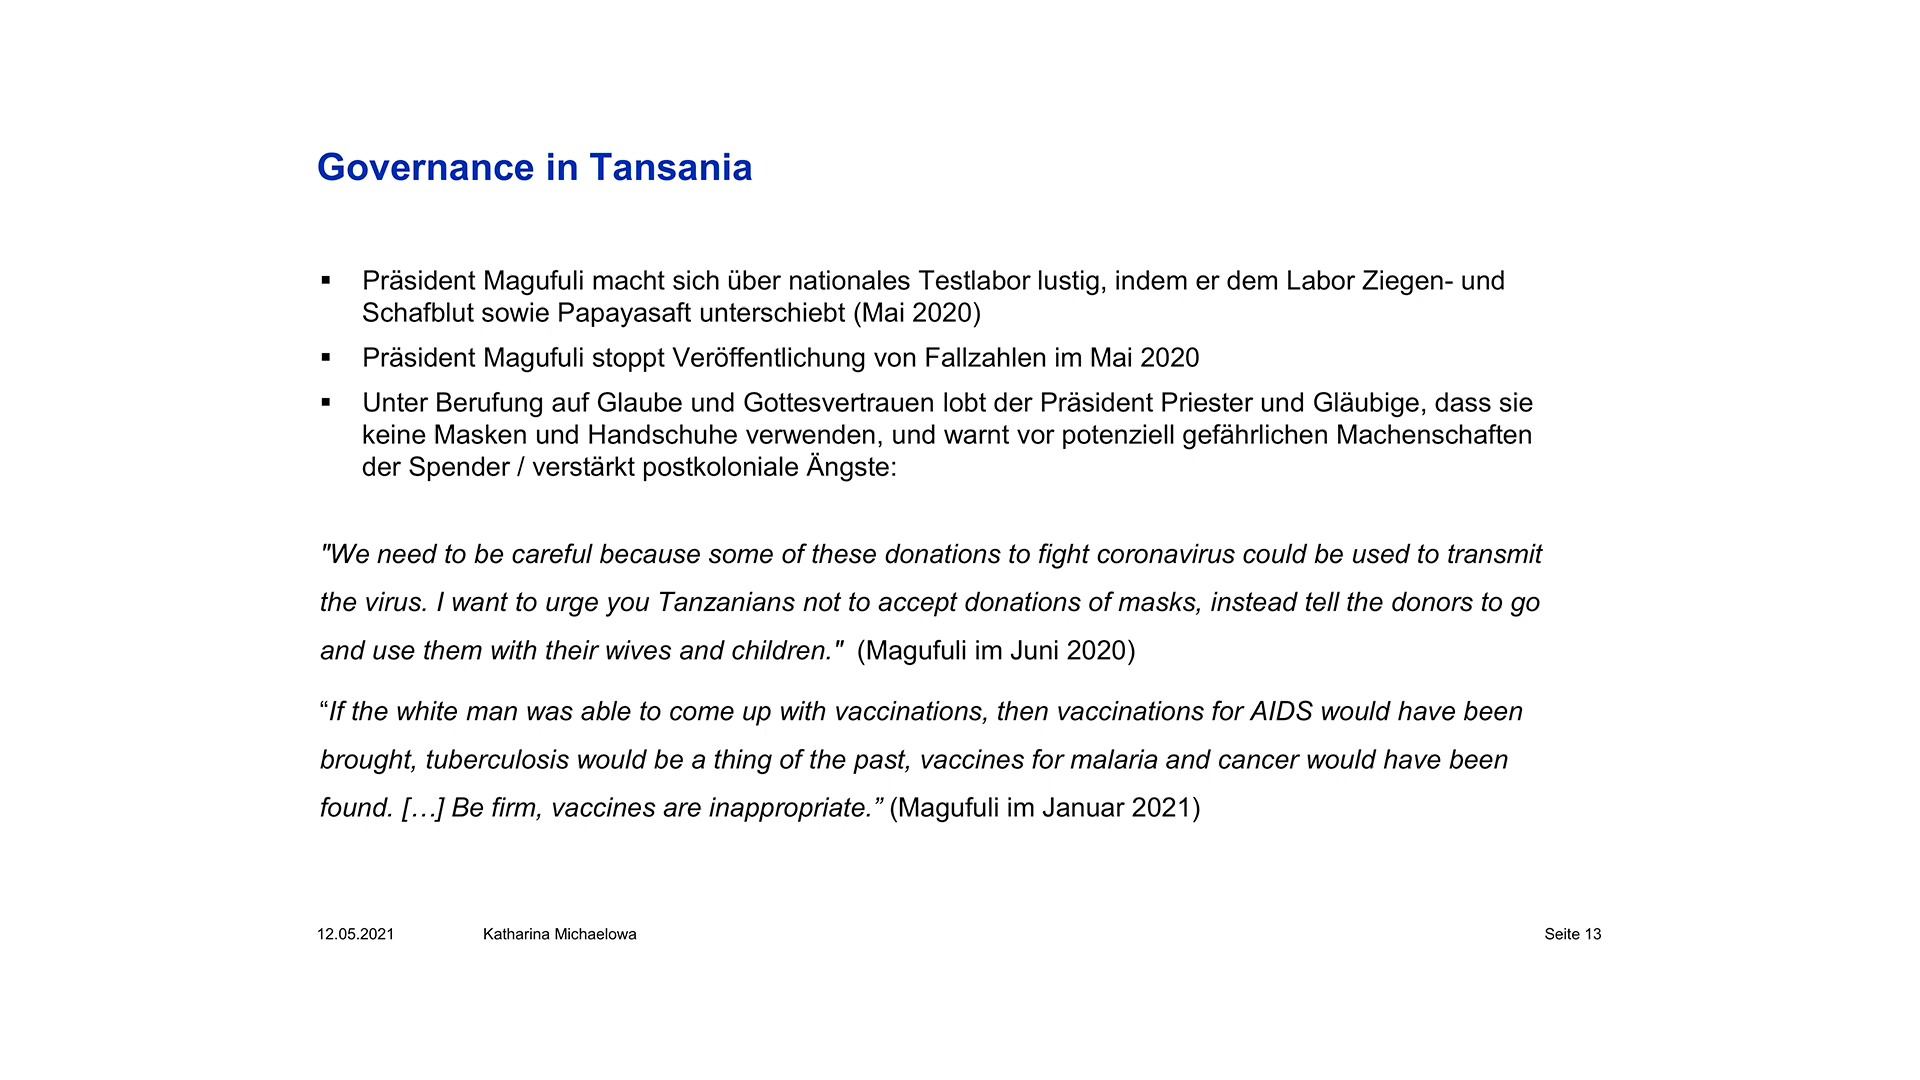 Governance in Tansania
▪ Präsident Magufuli macht sich über nationales Testlabor lustig, indem er dem Labor Ziegen- und
Schafblut sowie Papayasaft unterschiebt (Mai 2020)
▪ Präsident Magufuli stoppt Veröffentlichung von Fallzahlen im Mai 2020
▪ Unter Berufung auf Glaube und Gottesvertrauen lobt der Präsident Priester und Gläubige, dass sie
keine Masken und Handschuhe verwenden, und warnt vor potenziell gefährlichen Machenschaften
der Spender / verstärkt postkoloniale Ängste:
"We need to be careful because some of these donations to fight coronavirus could be used to transmit
the virus. I want to urge you Tanzanians not to accept donations of masks, instead tell the donors to go
and use them with their wives and children." (Magufuli im Juni 2020)
“If the white man was able to come up with vaccinations, then vaccinations for AIDS would have been
brought, tuberculosis would be a thing of the past, vaccines for malaria and cancer would have been
found. […] Be firm, vaccines are inappropriate.” (Magufuli im Januar 2021)
12.05.2021 Katharina Michaelowa Seite 13